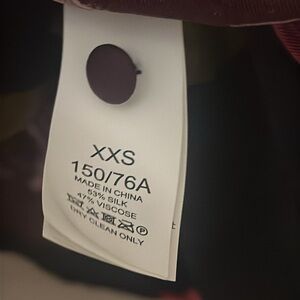 XXS
150/76A
MADE IN CHINA
53% SILK
47% VISCOSE
DRY CLEAN ONLY